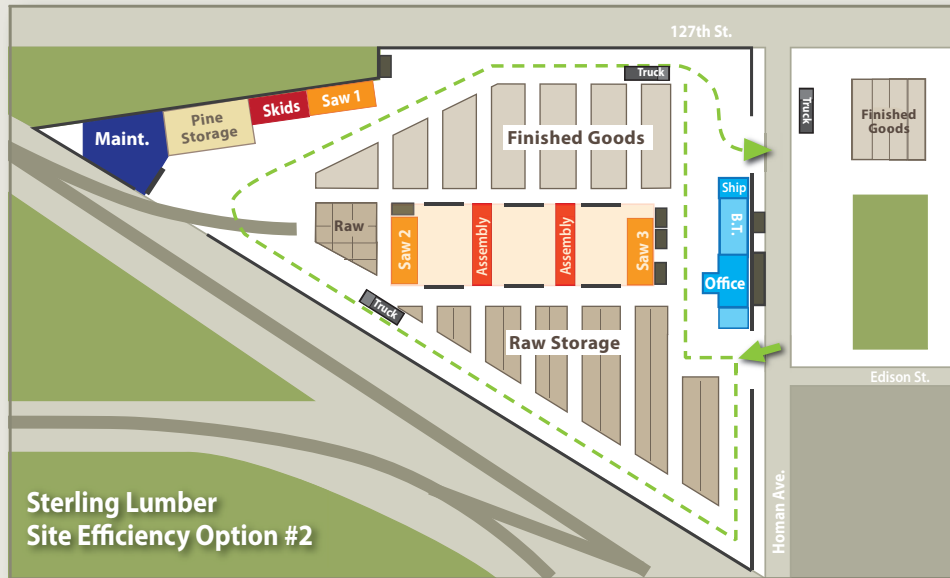 127th St.
Truck
Saw 1
Skids
Pine
Storage
Maint.
Finished Goods
Truck
Finished
Goods
Ship
B.T.
Office
Raw
Saw 2
Assembly
Assembly
Saw 3
Truck
Raw Storage
Edison St.
Homan Ave.
Sterling Lumber
Site Efficiency Option #2